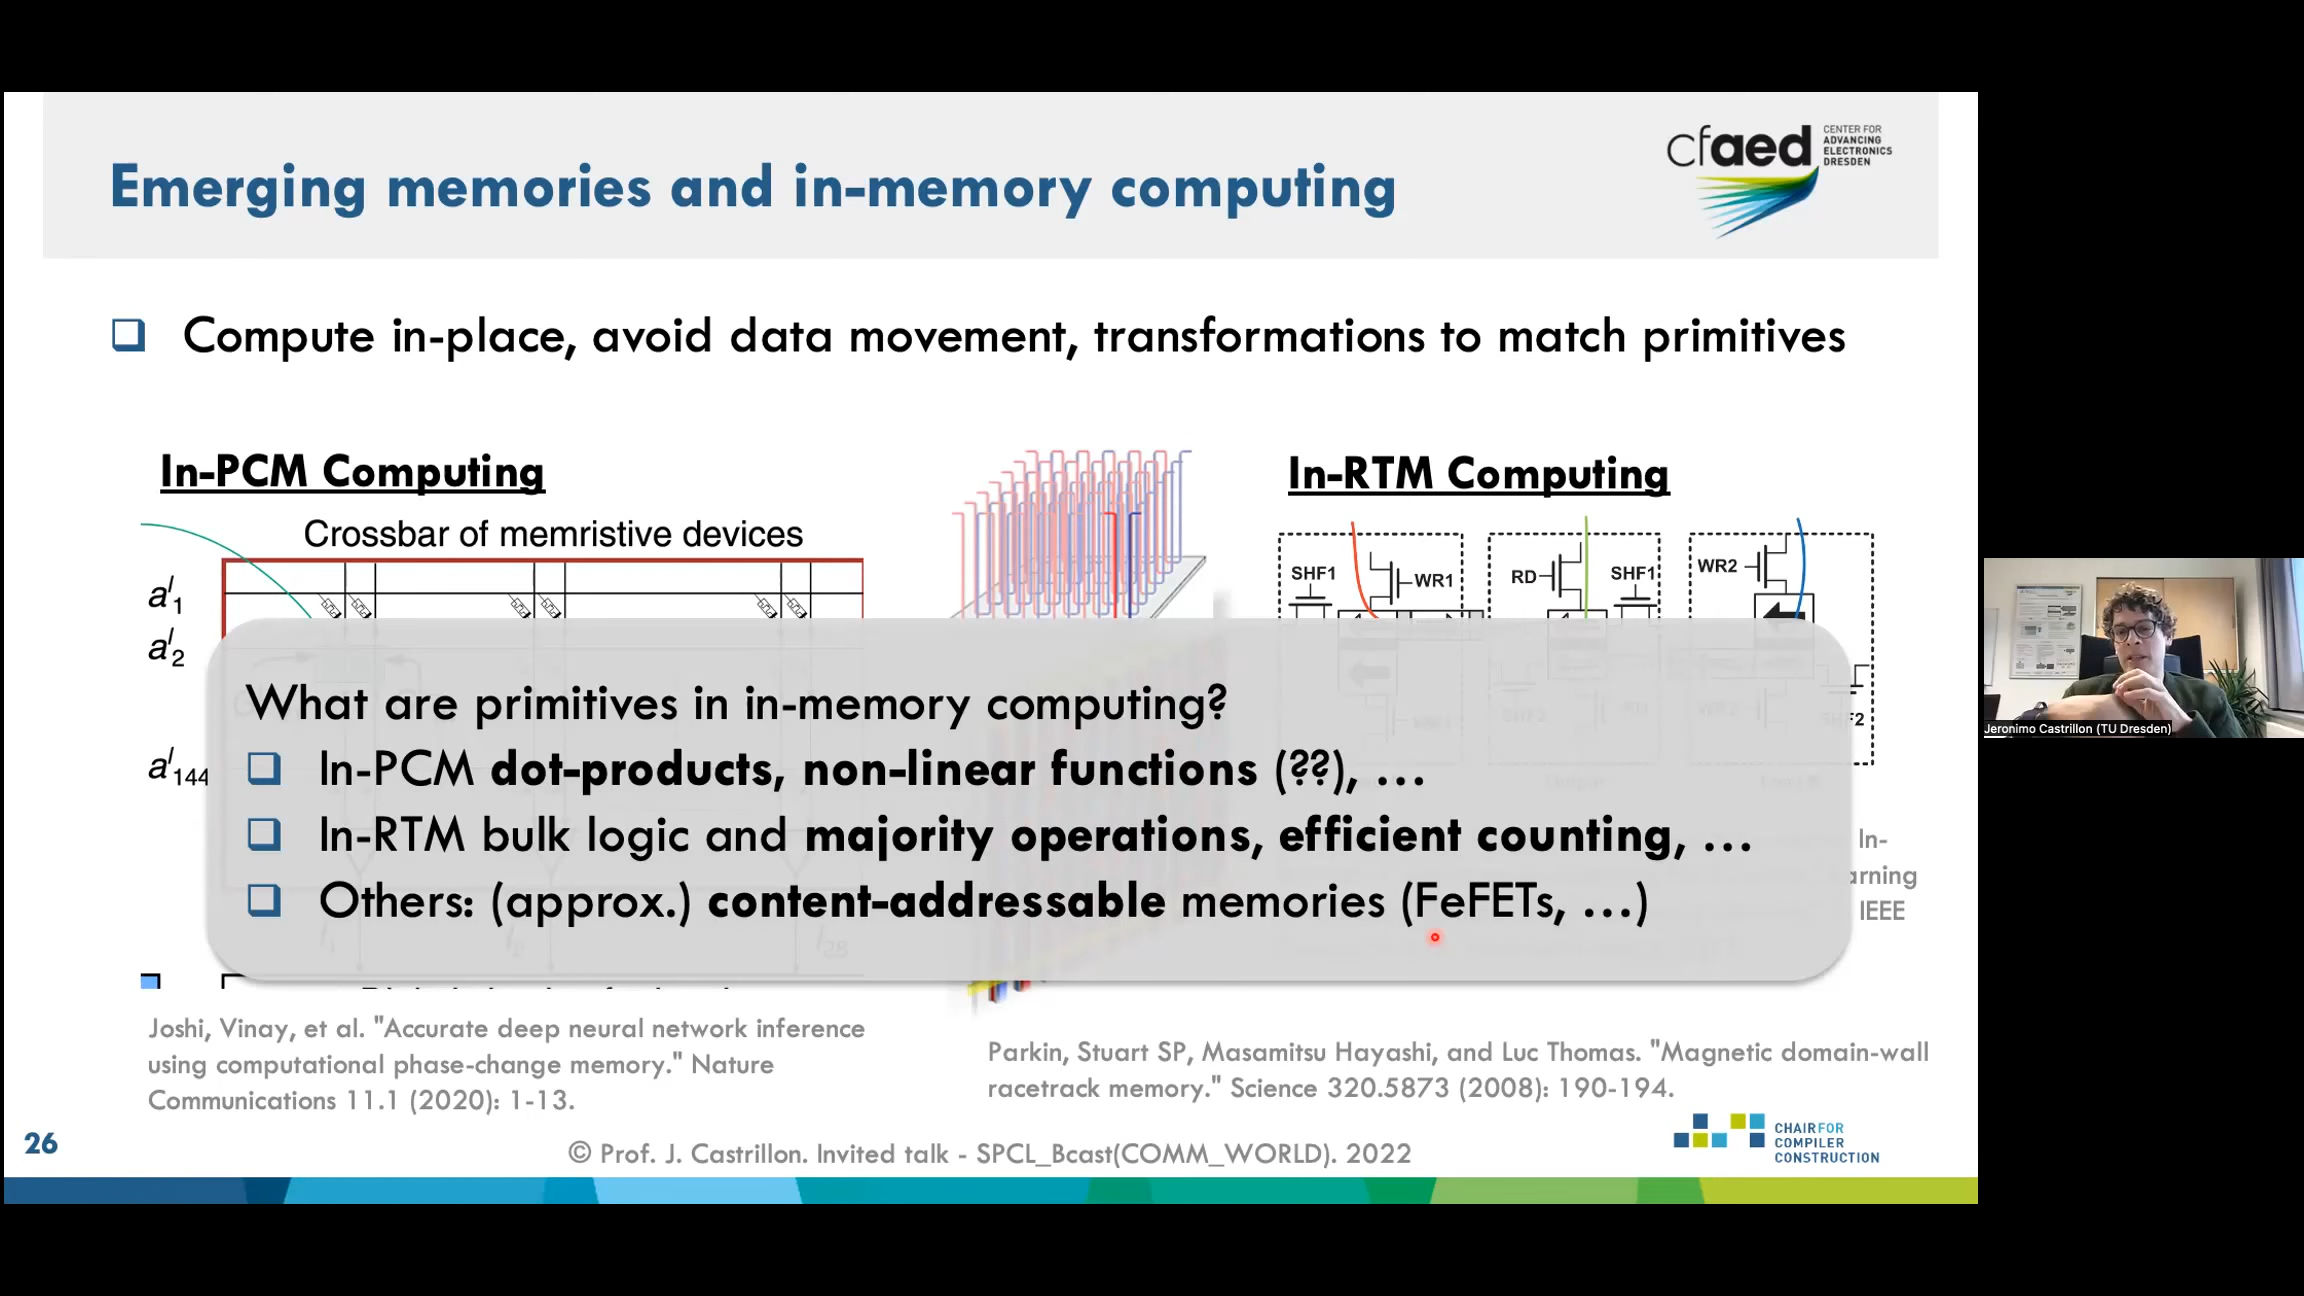 Emerging memories and in-memory computing
cfaed
CENTER FOR
ADVANCING
ELECTRONICS
DRESDEN
Compute in-place, avoid data movement, transformations to match primitives
In-PCM Computing
Crossbar of memristive devices
a^l_1
a^l_2
a^l_144
In-RTM Computing
SHF1
WR1
RD
SHF1
WR2
What are primitives in in-memory computing?
In-PCM dot-products, non-linear functions (??), ...
In-RTM bulk logic and majority operations, efficient counting, ...
Others: (approx.) content-addressable memories (FeFETs, ...)
SHF2
In-
arning
IEEE
Joshi, Vinay, et al. "Accurate deep neural network inference
using computational phase-change memory." Nature
Communications 11.1 (2020): 1-13.
Parkin, Stuart SP, Masamitsu Hayashi, and Luc Thomas. "Magnetic domain-wall
racetrack memory." Science 320.5873 (2008): 190-194.
26
© Prof. J. Castrillon. Invited talk - SPCL_Bcast(COMM_WORLD). 2022
CHAIR FOR
COMPILER
CONSTRUCTION
Jeronimo Castrillon (TU Dresden)